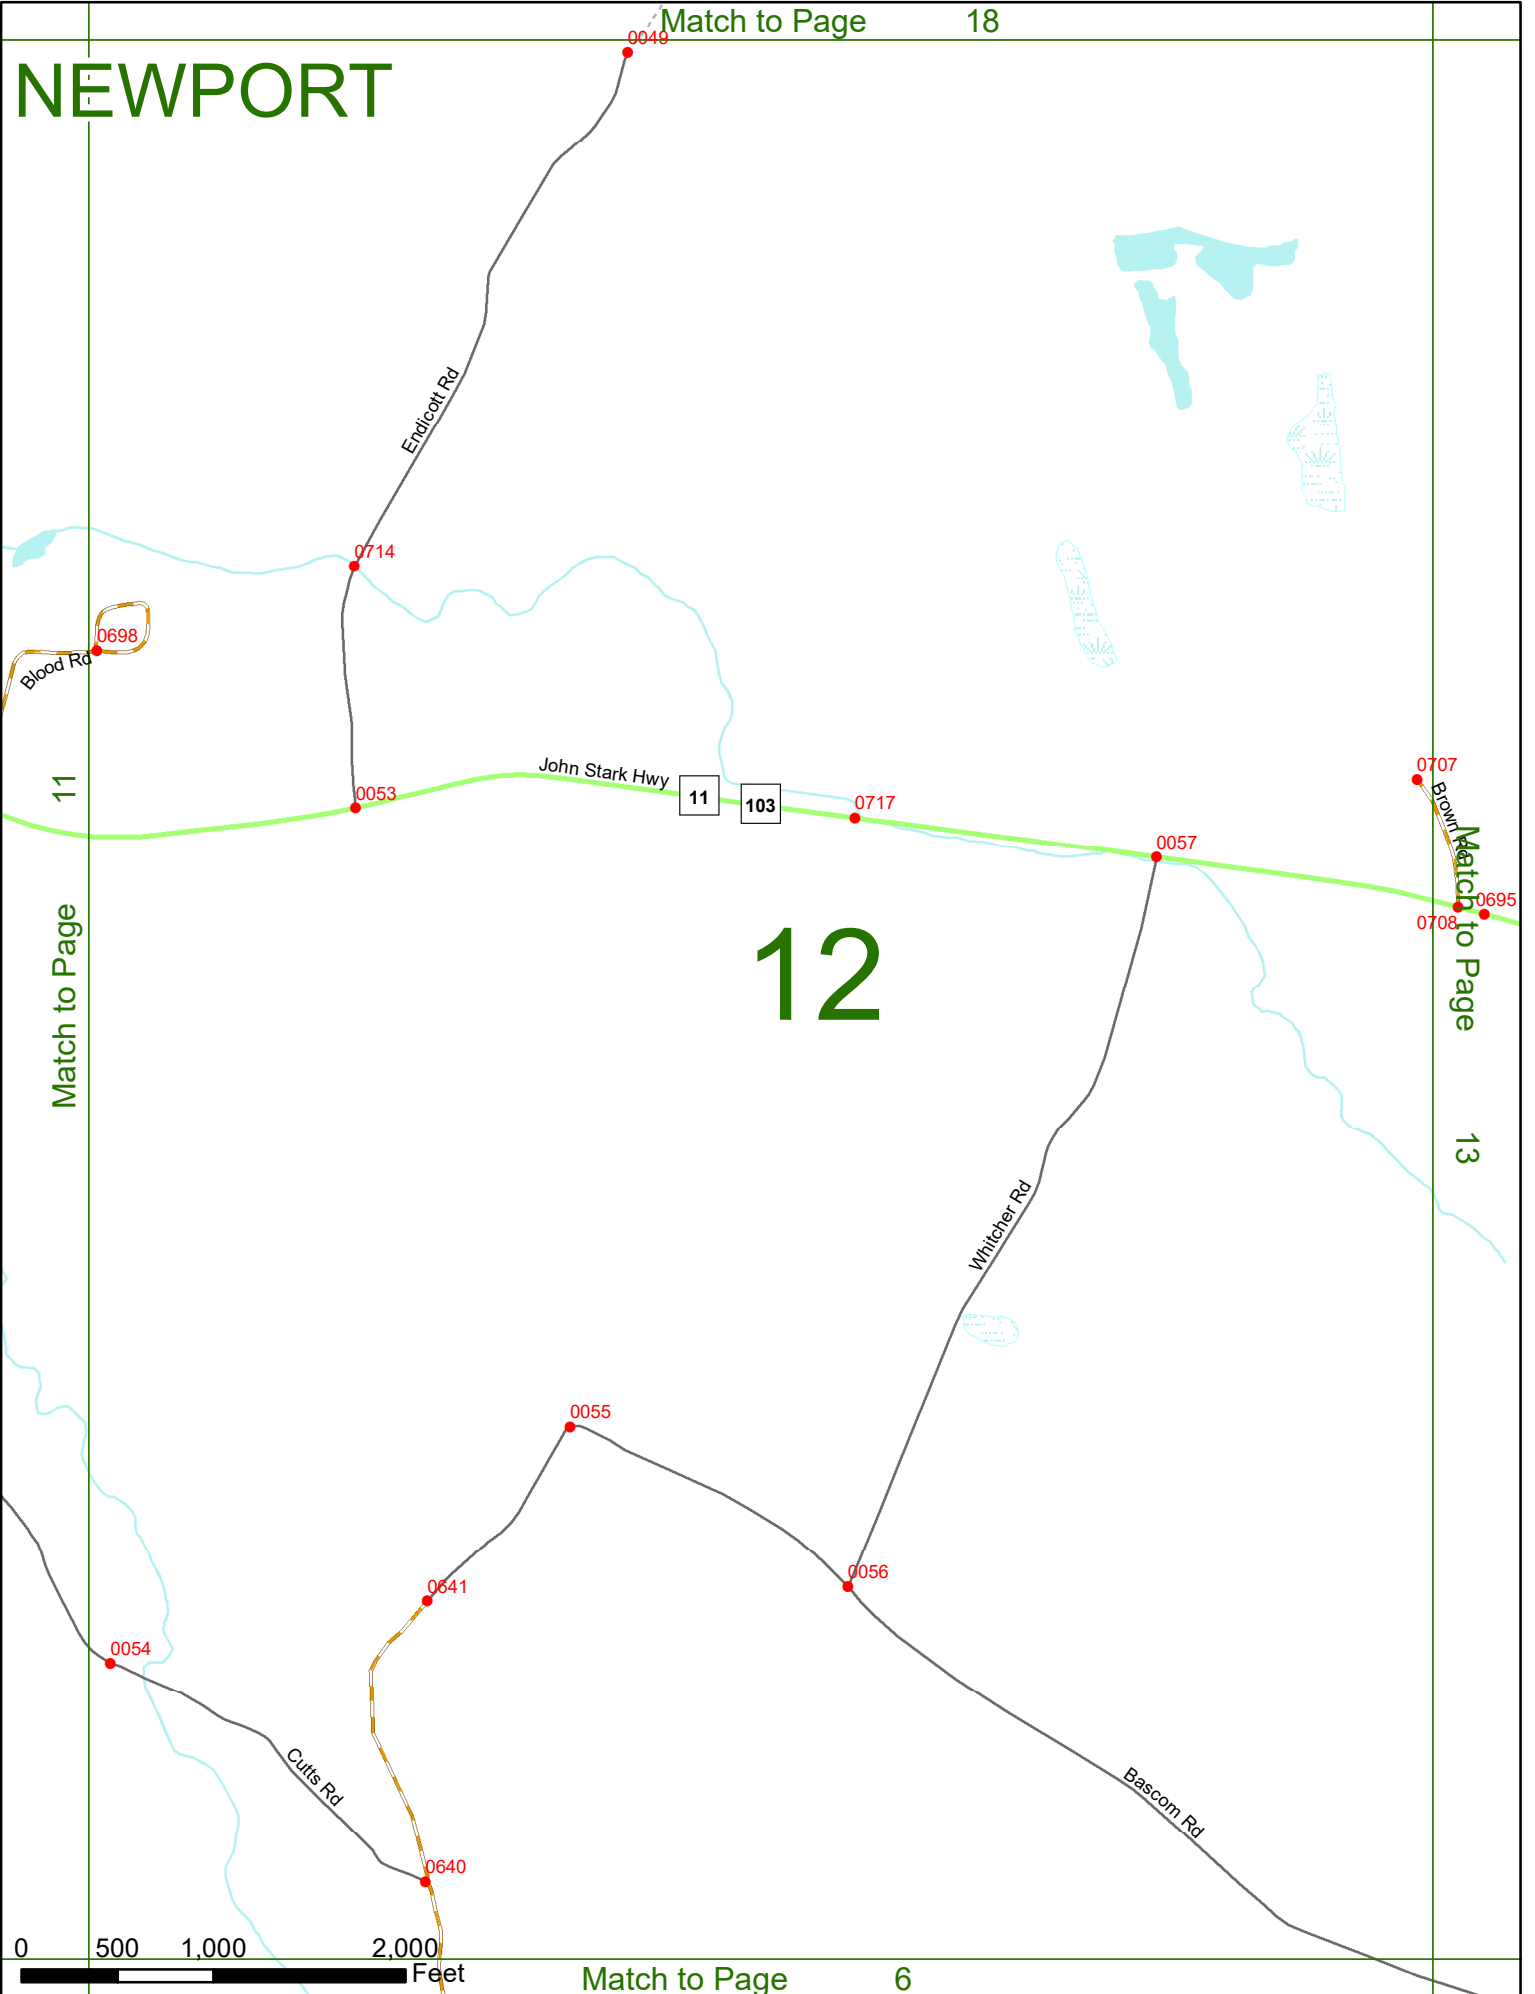 Match to Page 18
0049
NEWPORT
Endicott Rd
0714
0698
Blood Rd
11
Match to Page
John Stark Hwy
11
103
0053
0717
0057
0707
Brown Rd
0695
0708
Match to Page
13
12
Whitcher Rd
0055
0056
0641
0054
Cutts Rd
Bascom Rd
0640
0 500 1,000 2,000
Feet
Match to Page 6